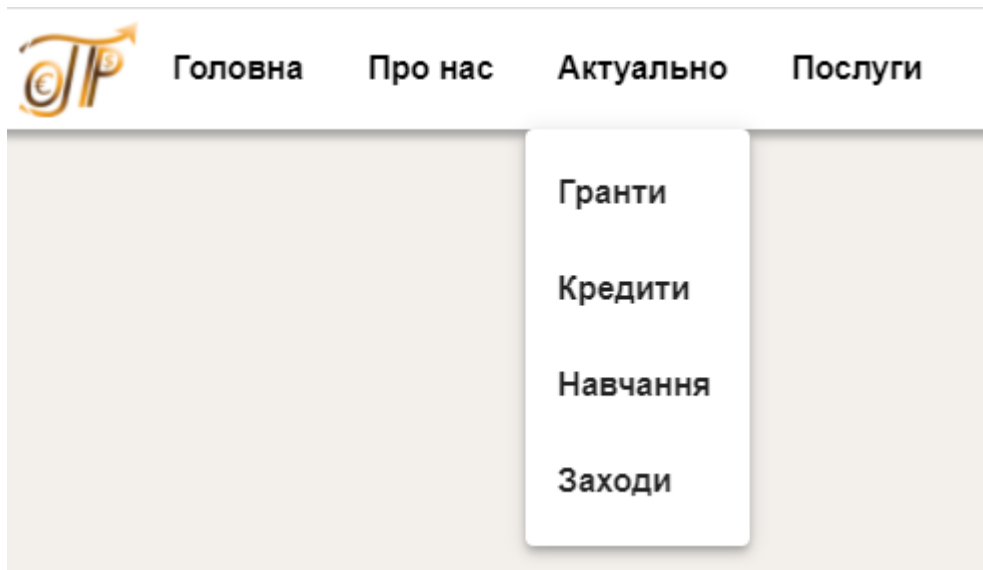 Головна Про нас Актуально Послуги
Гранти
Кредити
Навчання
Заходи